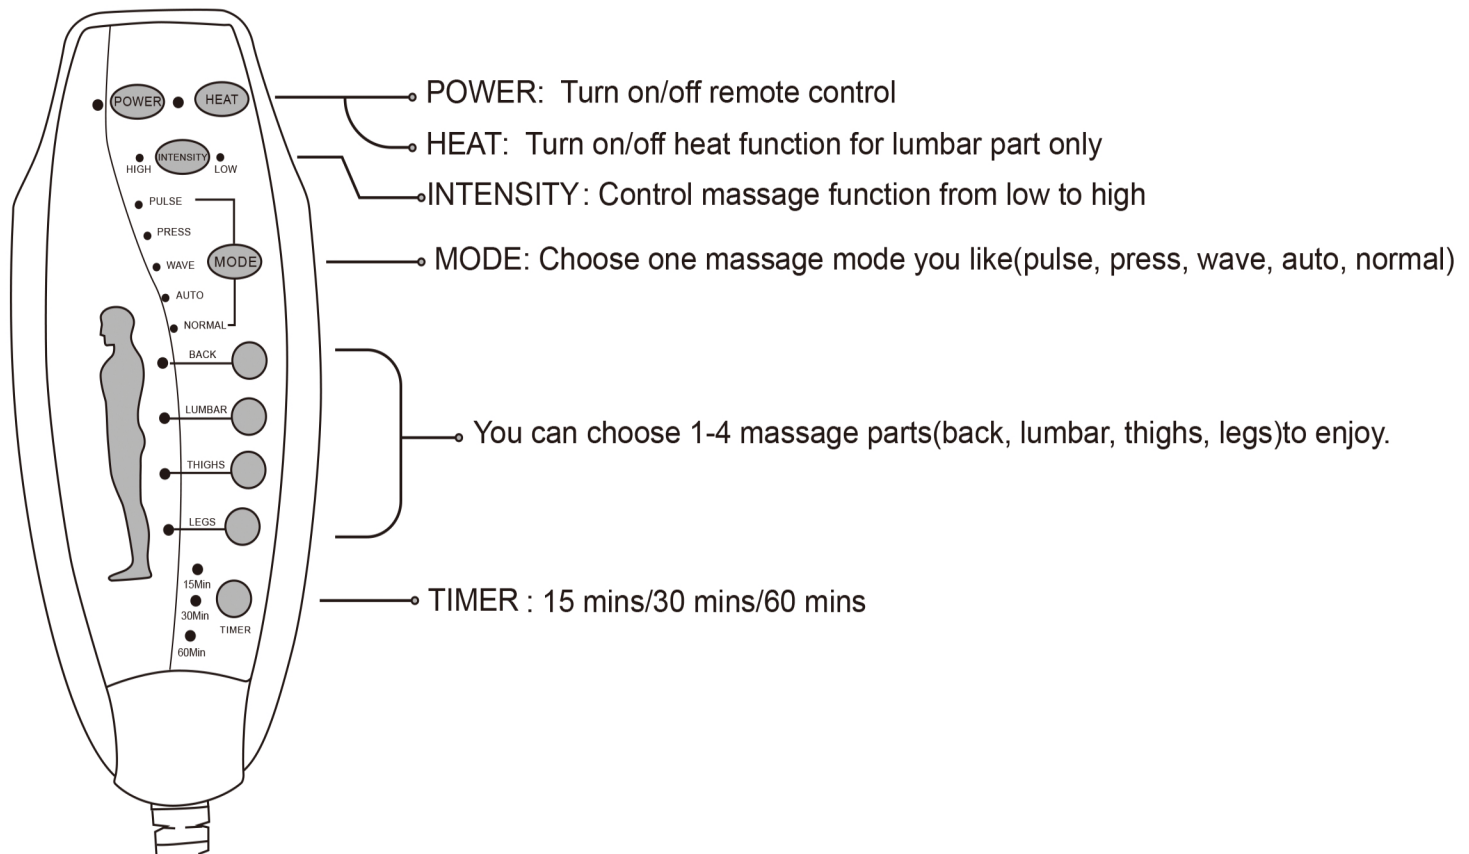 POWER
HEAT
INTENSITY
HIGH
LOW
PULSE
PRESS
WAVE
MODE
AUTO
NORMAL
BACK
LUMBAR
THIGHS
LEGS
15Min
30Min
TIMER
60Min
POWER: Turn on/off remote control
HEAT: Turn on/off heat function for lumbar part only
INTENSITY: Control massage function from low to high
MODE: Choose one massage mode you like(pulse, press, wave, auto, normal)
You can choose 1-4 massage parts(back, lumbar, thighs, legs)to enjoy.
TIMER : 15 mins/30 mins/60 mins